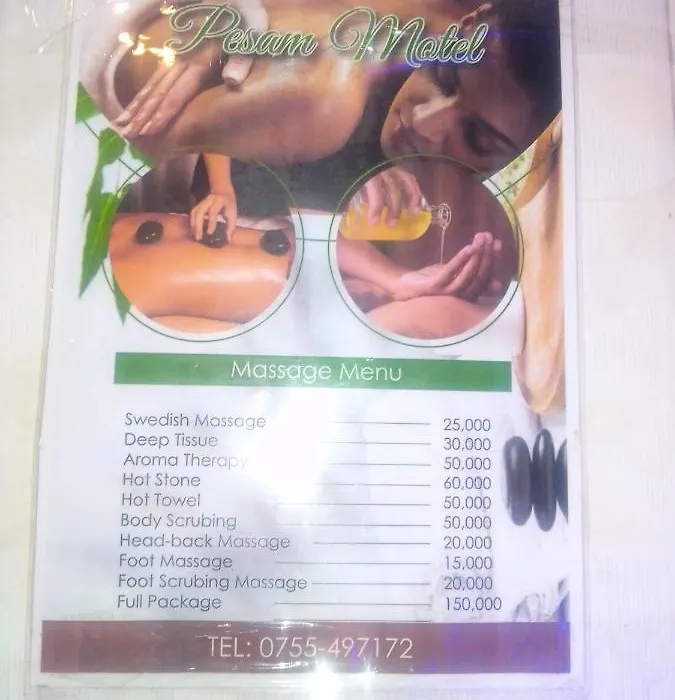 Pesam Motel
Massage Menu
Swedish Massage 25,000
Deep Tissue 30,000
Aroma Therapy 50,000
Hot Stone 60,000
Hot Towel 50,000
Body Scrubing 50,000
Head-back Massage 20,000
Foot Massage 15,000
Foot Scrubing Massage 20,000
Full Package 150,000
TEL: 0755-497172